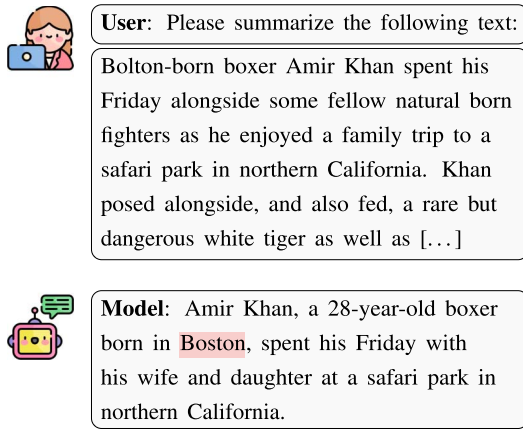 User: Please summarize the following text:
Bolton-born boxer Amir Khan spent his
Friday alongside some fellow natural born
fighters as he enjoyed a family trip to a
safari park in northern California. Khan
posed alongside, and also fed, a rare but
dangerous white tiger as well as [...]
Model: Amir Khan, a 28-year-old boxer
born in Boston, spent his Friday with
his wife and daughter at a safari park in
northern California.